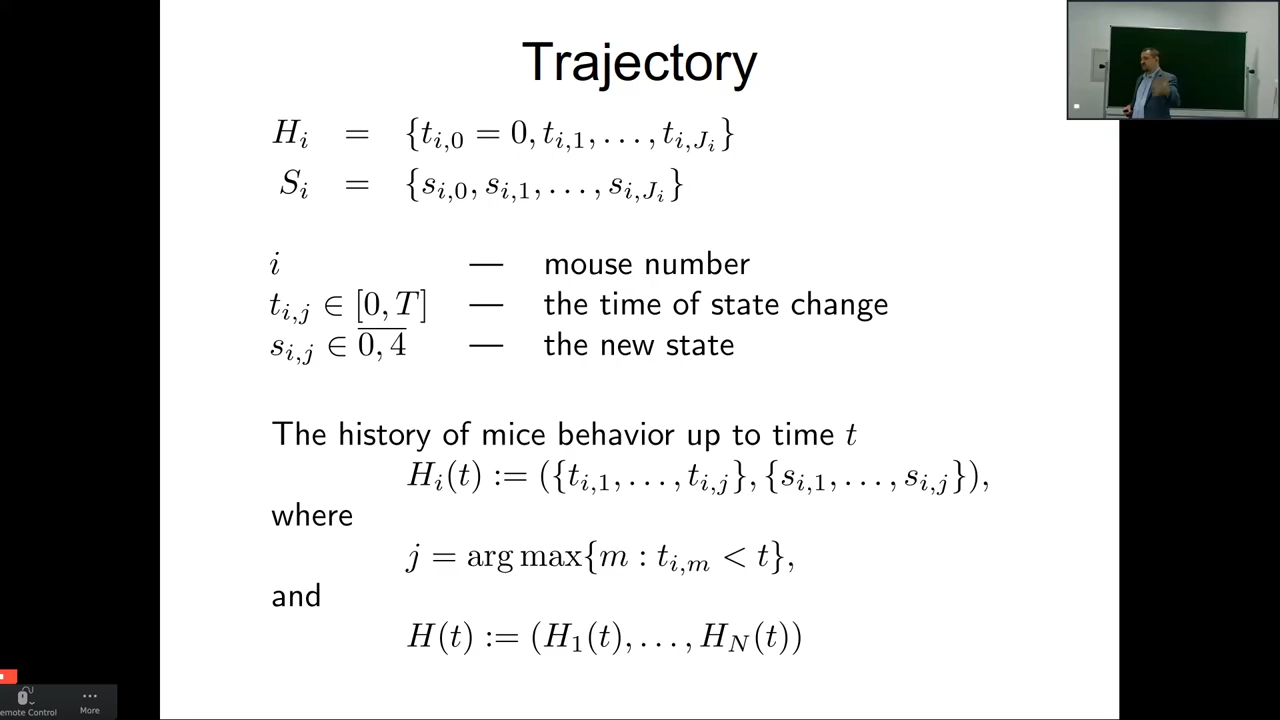 Trajectory
H_i = {t_{i,0} = 0, t_{i,1}, . . . , t_{i,J_i}}
S_i = {s_{i,0}, s_{i,1}, . . . , s_{i,J_i}}
i — mouse number
t_{i,j} ∈ [0, T] — the time of state change
s_{i,j} ∈ \overline{0, 4} — the new state
The history of mice behavior up to time t
H_i(t) := ({t_{i,1}, . . . , t_{i,j}}, {s_{i,1}, . . . , s_{i,j}}),
where
j = arg max{m : t_{i,m} < t},
and
H(t) := (H_1(t), . . . , H_N(t))
emote Control
More